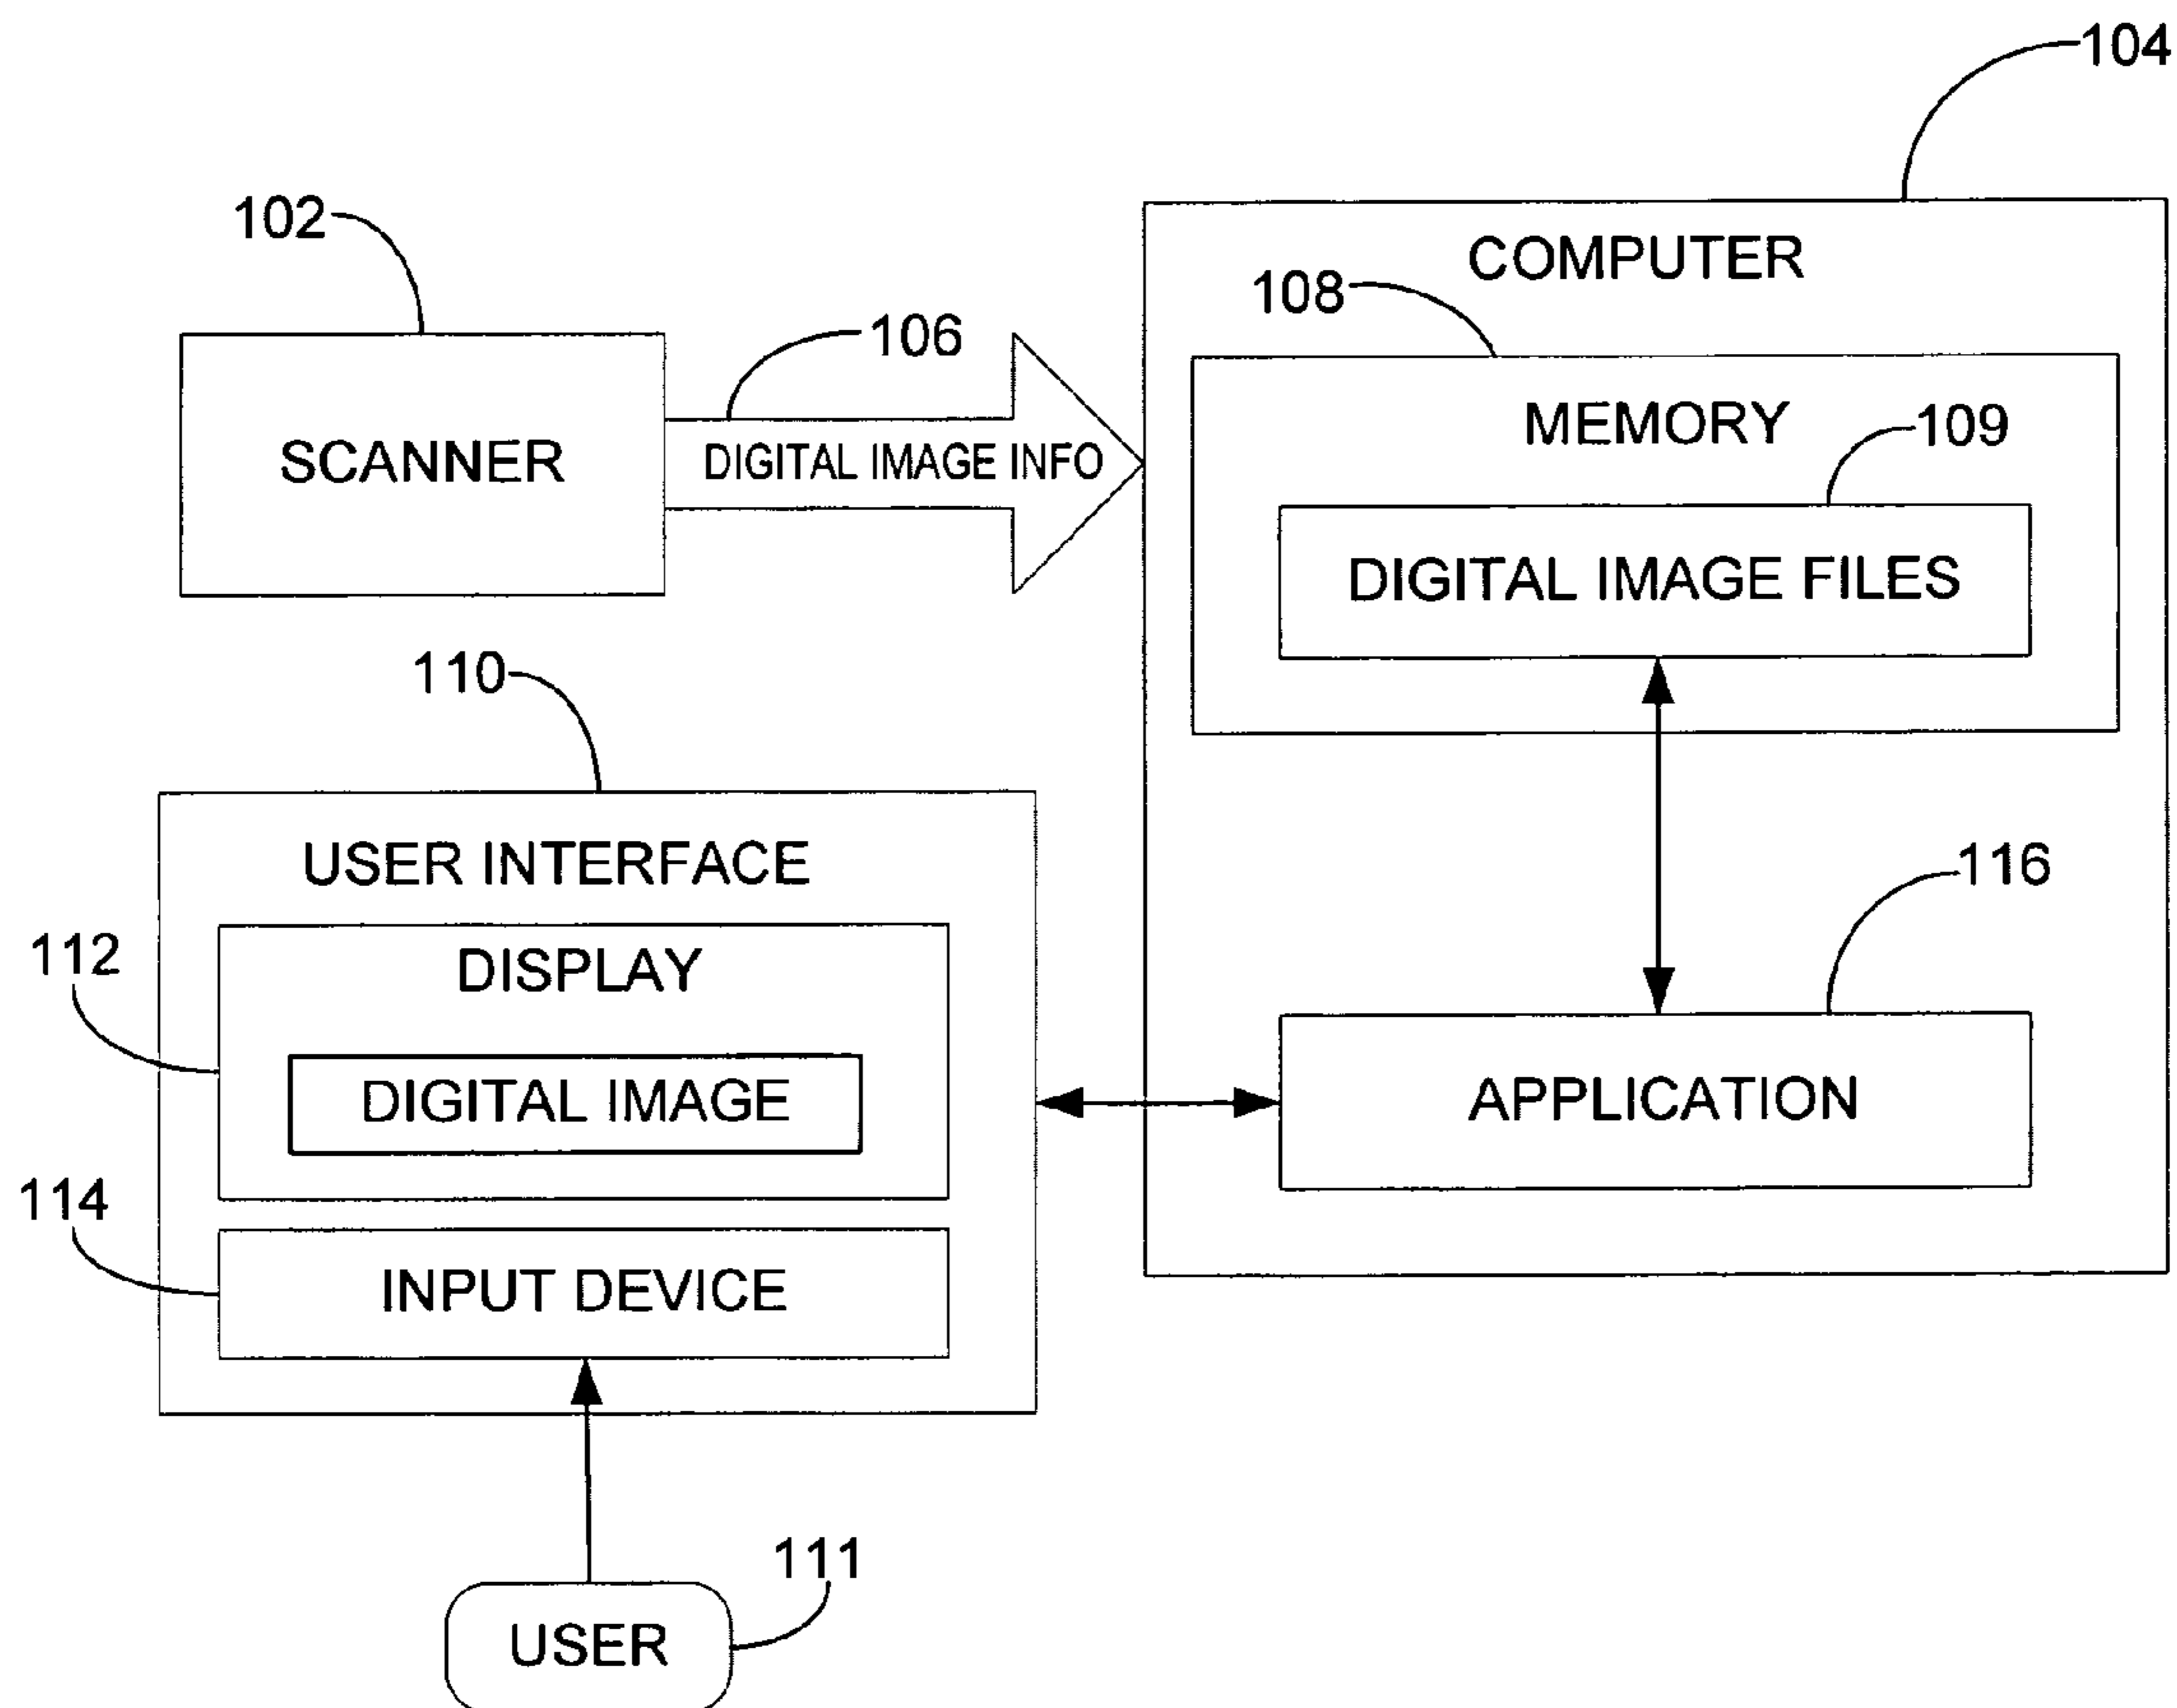 104
102
COMPUTER
108
106
MEMORY
109
SCANNER
DIGITAL IMAGE INFO
DIGITAL IMAGE FILES
110
USER INTERFACE
116
112
DISPLAY
DIGITAL IMAGE
APPLICATION
114
INPUT DEVICE
111
USER